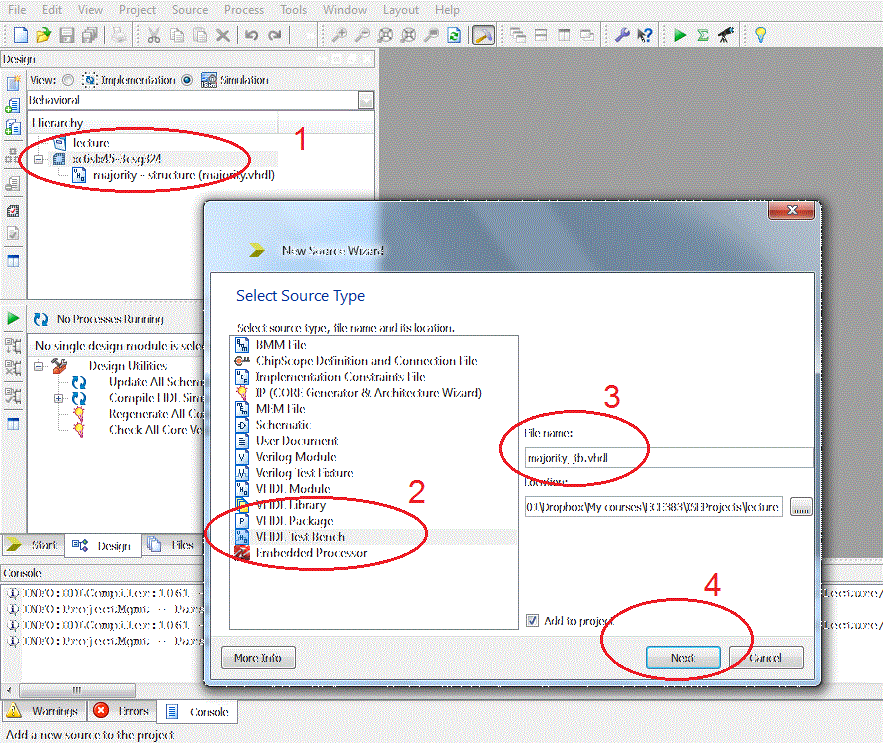 File Edit View Project Source Process Tools Window Layout Help
Design
View: Implementation Simulation
Behavioral
Hierarchy
1
lecture
xc6slx45-3csg324
majority - structure (majority.vhdl)
New Source Wizard
Select Source Type
Select source type, file name and its location.
BMM File
ChipScope Definition and Connection File
Implementation Constraints File
IP (CORE Generator & Architecture Wizard)
MEM File
Schematic
User Document
Verilog Module
Verilog Test Fixture
VHDL Module
VHDL Library
VHDL Package
VHDL Test Bench
Embedded Processor
2
3
File name:
majority_tb.vhdl
Location:
01\Dropbox\My courses\ECE383\ISEProjects\lecture
...
Add to project
4
More Info
Next
Cancel
No Processes Running
No single design module is selec
Design Utilities
Update All Schem
Compile HDL Sim
Regenerate All Co
Check All Core Ve
Start Design Files
Console
INFO:HDLCompiler:1061 -
INFO:ProjectMgmt - Pars
INFO:HDLCompiler:1061 -
INFO:ProjectMgmt - Pars
ecture/
ecture/
Warnings Errors Console
Add a new source to the project